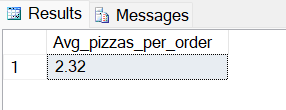 Results Messages
Avg_pizzas_per_order
1 2.32